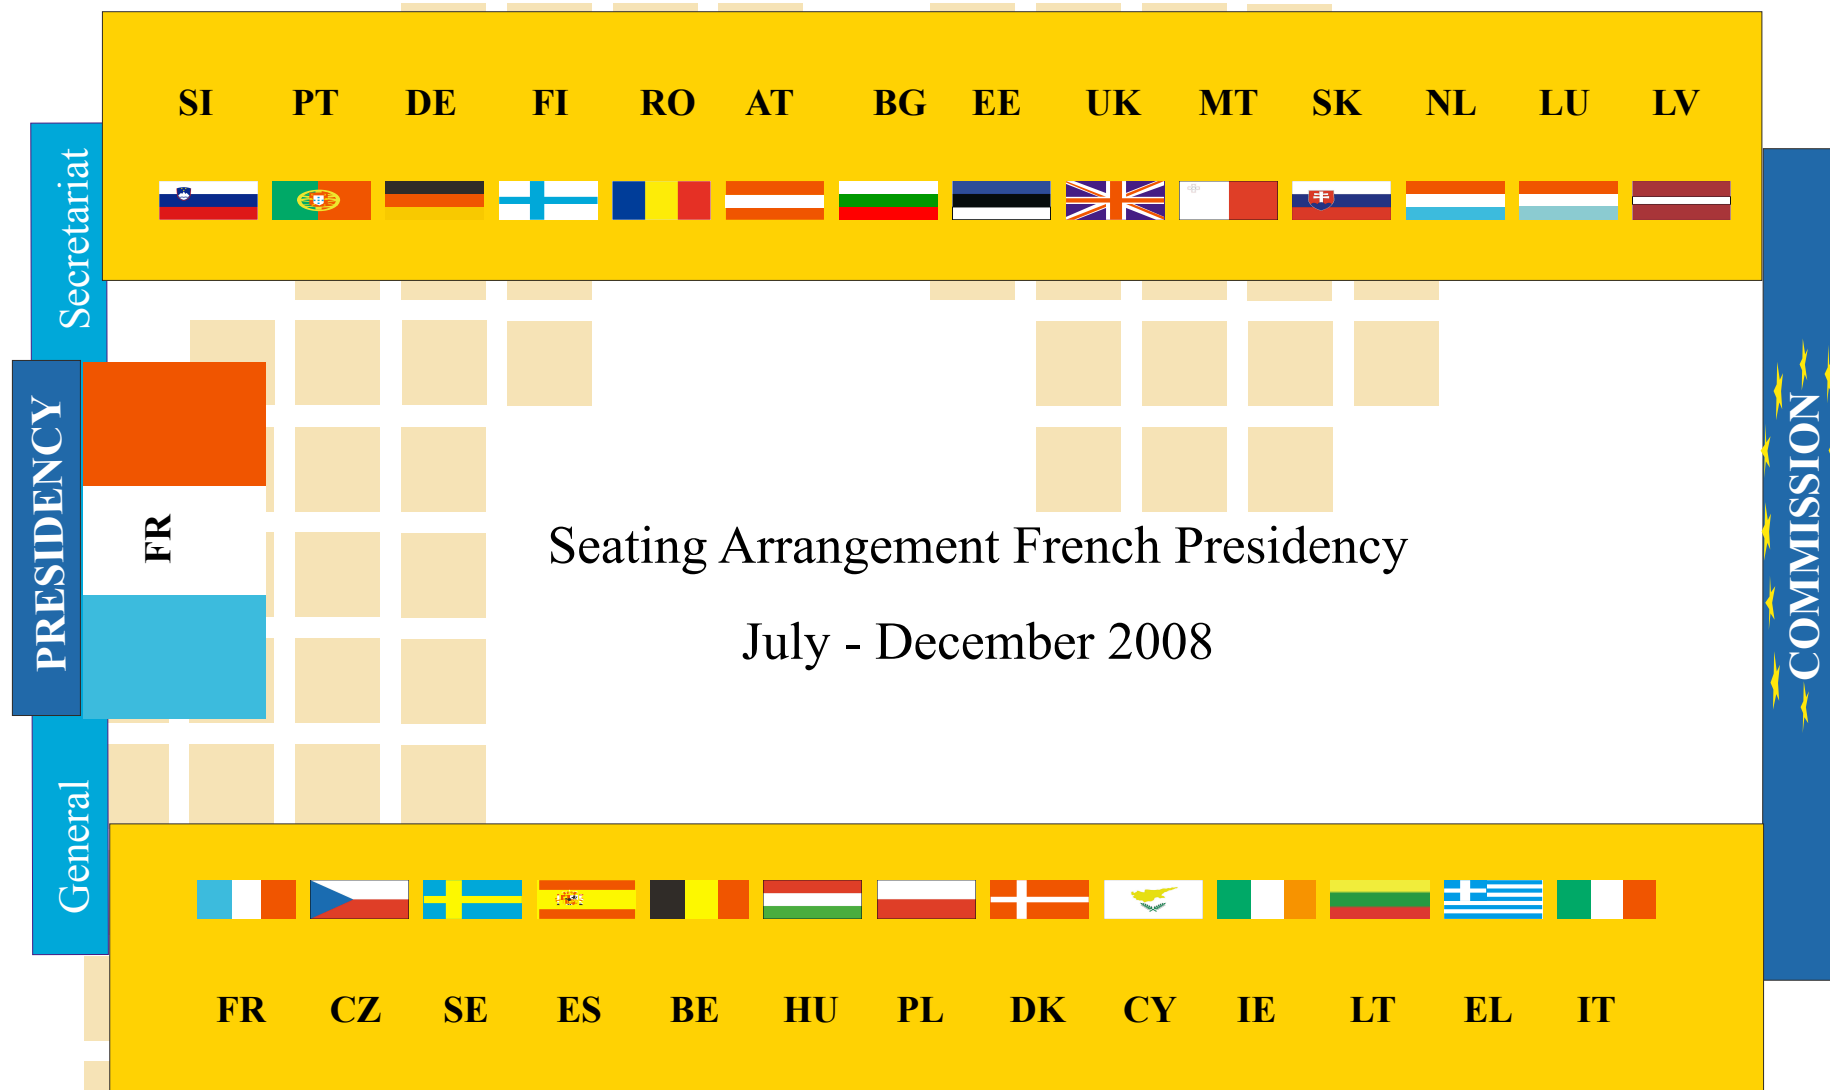 SI PT DE FI RO AT BG EE UK MT SK NL LU LV
Secretariat
PRESIDENCY
FR
General
Seating Arrangement French Presidency
July - December 2008
COMMISSION
FR CZ SE ES BE HU PL DK CY IE LT EL IT